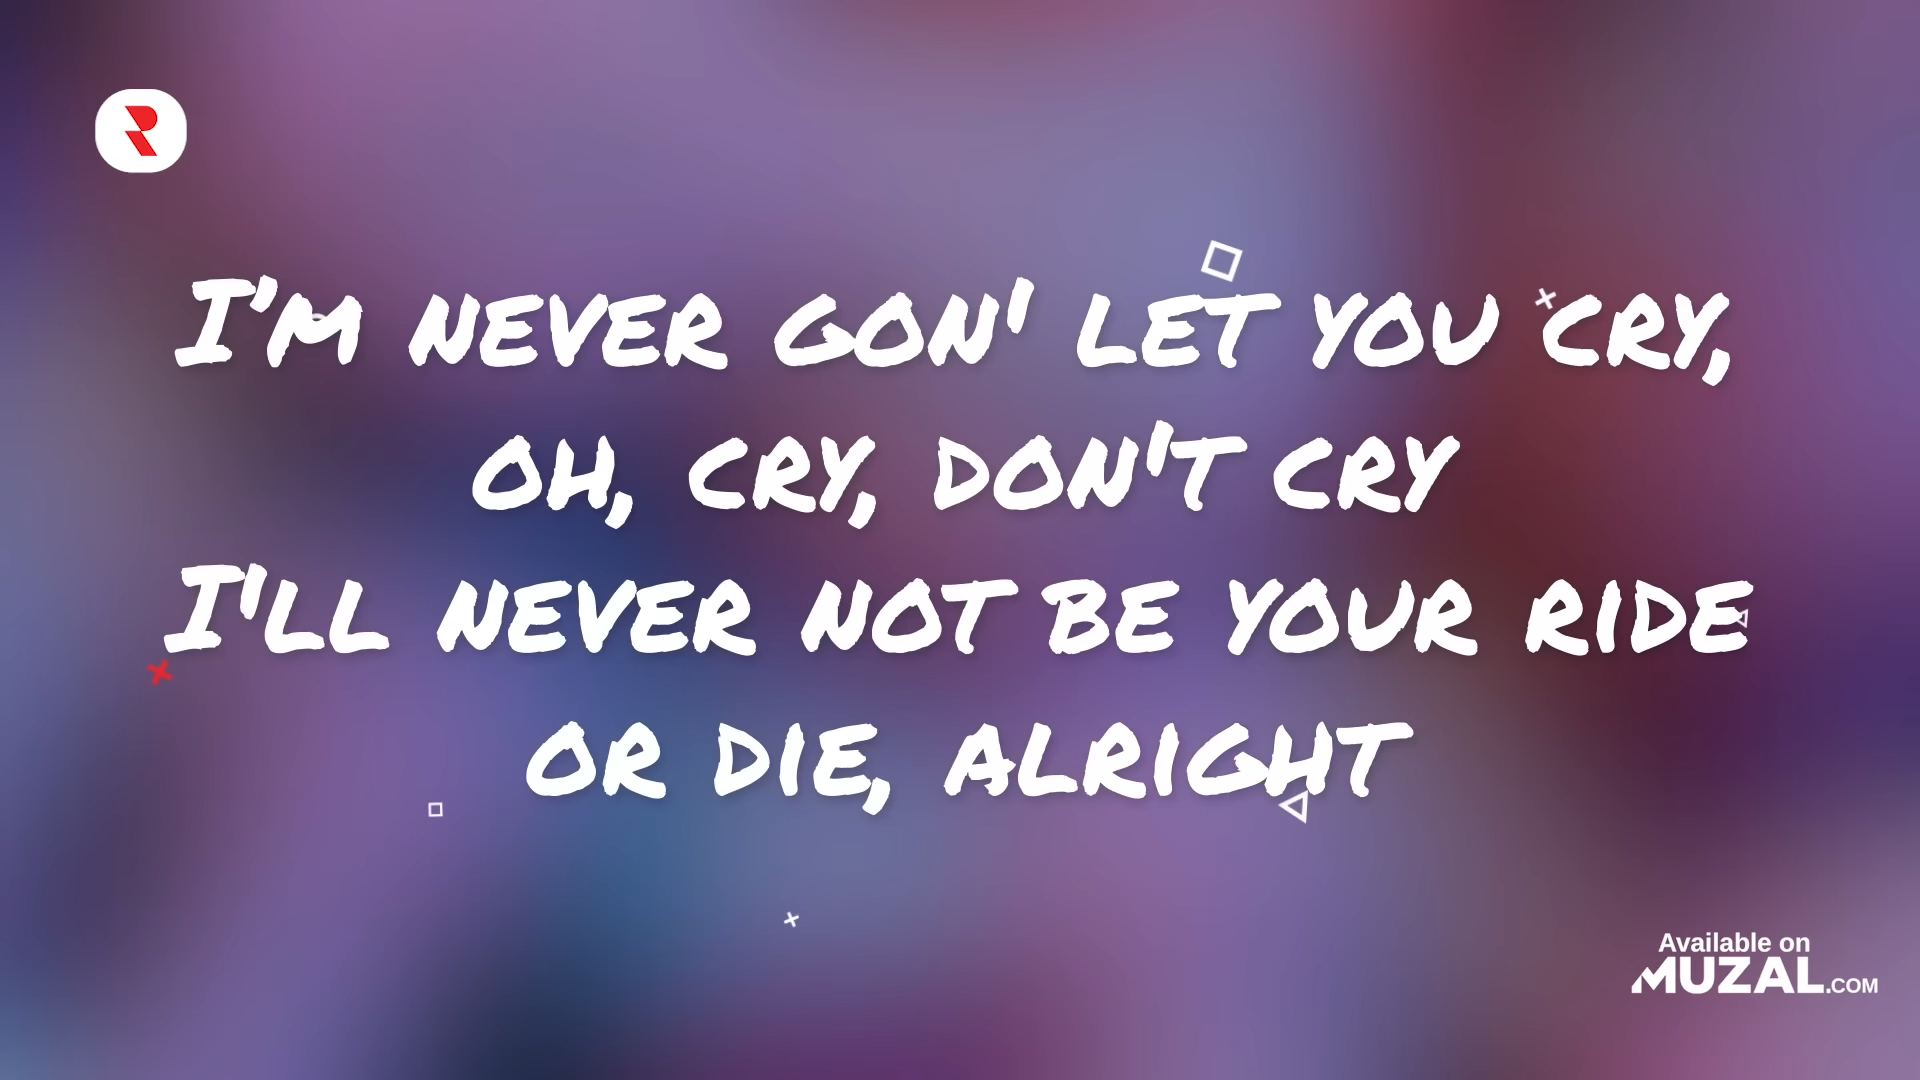 I'M NEVER GON' LET YOU CRY,
OH, CRY, DON'T CRY
I'LL NEVER NOT BE YOUR RIDE
OR DIE, ALRIGHT
Available on
MUZAL.COM